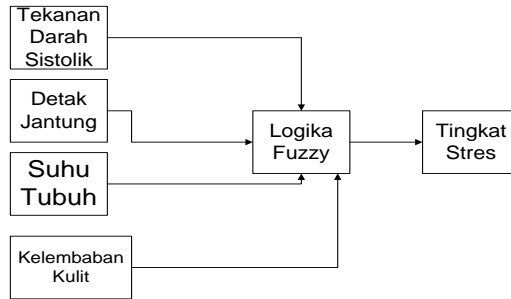 Tekanan
Darah
Sistolik
Detak
Jantung
Suhu
Tubuh
Kelembaban
Kulit
Logika
Fuzzy
Tingkat
Stres